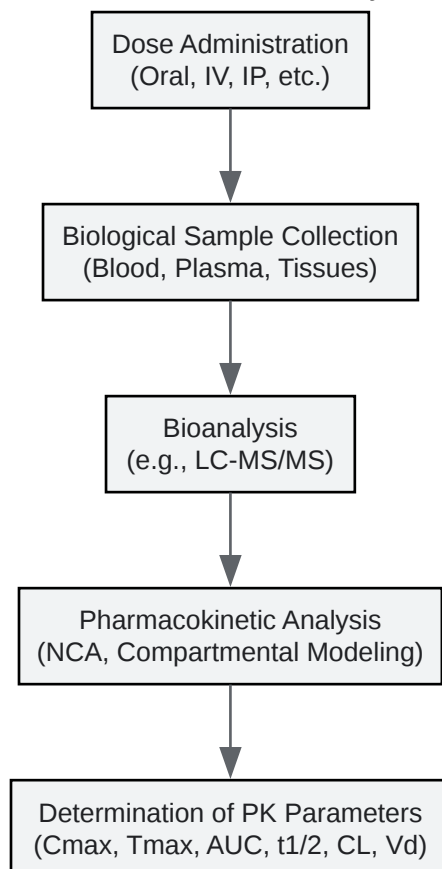 Dose Administration
(Oral, IV, IP, etc.)
Biological Sample Collection
(Blood, Plasma, Tissues)
Bioanalysis
(e.g., LC-MS/MS)
Pharmacokinetic Analysis
(NCA, Compartmental Modeling)
Determination of PK Parameters
(Cmax, Tmax, AUC, t1/2, CL, Vd)